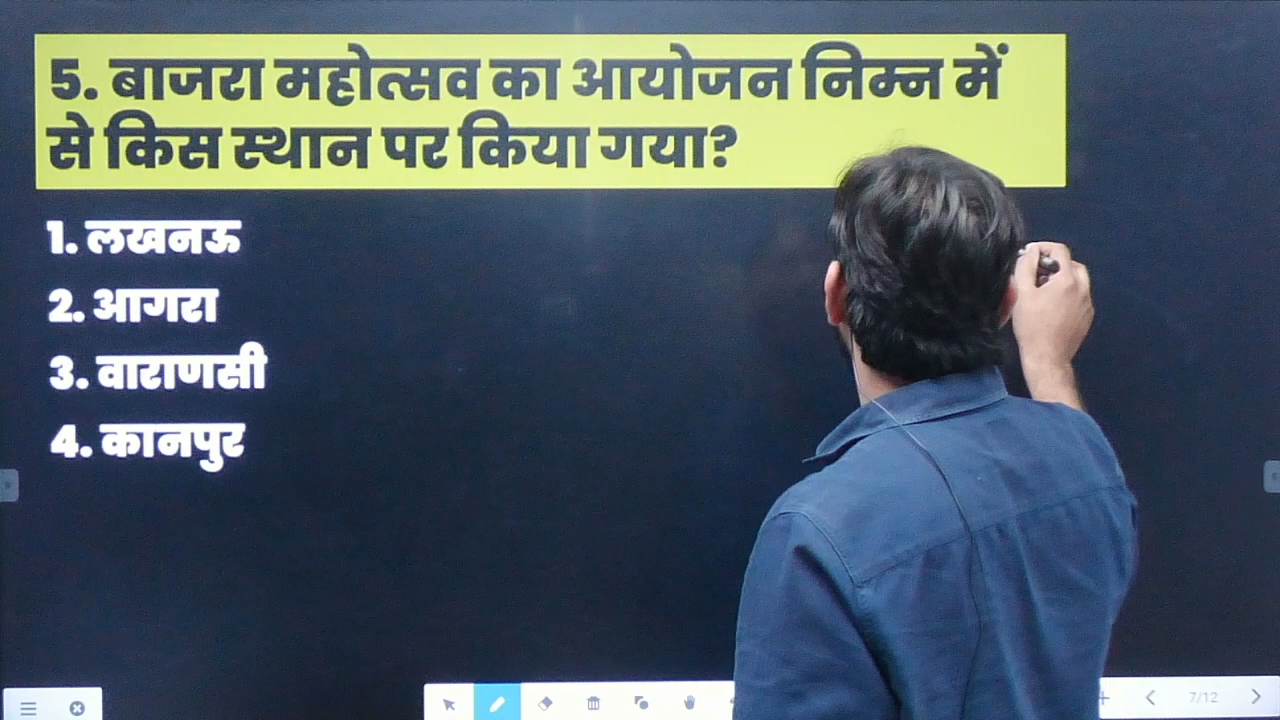 5. बाजरा महोत्सव का आयोजन निम्न में
से किस स्थान पर किया गया?
1. लखनऊ
2. आगरा
3. वाराणसी
4. कानपुर
7/12